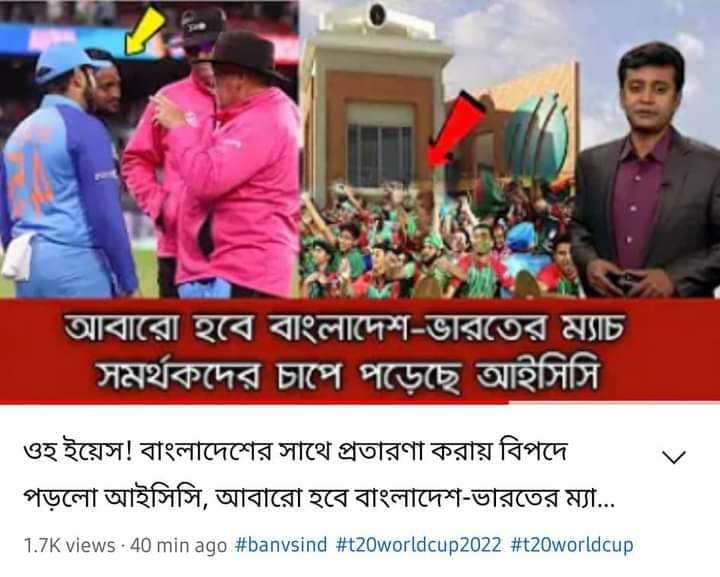 আবারো হবে বাংলাদেশ-ভারতের ম্যাচ
সমর্থকদের চাপে পড়েছে আইসিসি
ওহ ইয়েস! বাংলাদেশের সাথে প্রতারণা করায় বিপদে
পড়লো আইসিসি, আবারো হবে বাংলাদেশ-ভারতের ম্যা...
1.7K views · 40 min ago #banvsind #t20worldcup2022 #t20worldcup